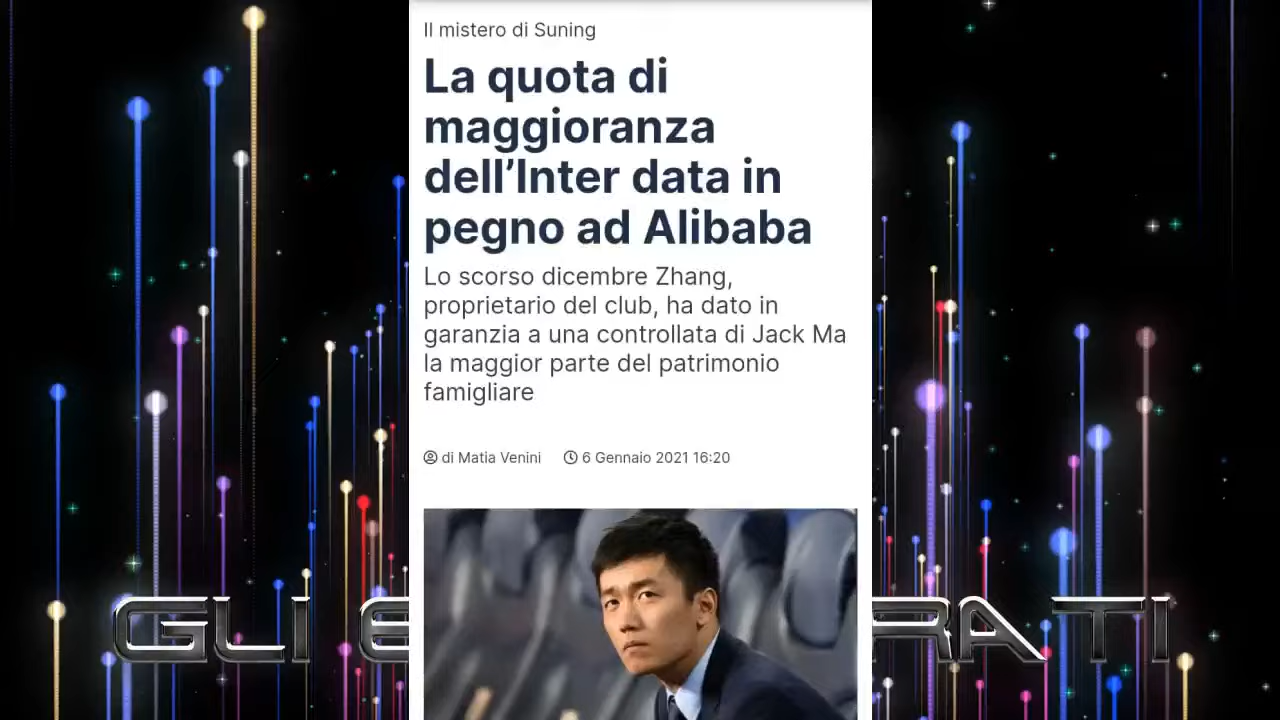 Il mistero di Suning
La quota di
maggioranza
dell’Inter data in
pegno ad Alibaba
Lo scorso dicembre Zhang,
proprietario del club, ha dato in
garanzia a una controllata di Jack Ma
la maggior parte del patrimonio
famigliare
di Matia Venini 6 Gennaio 2021 16:20
GLI
RATI